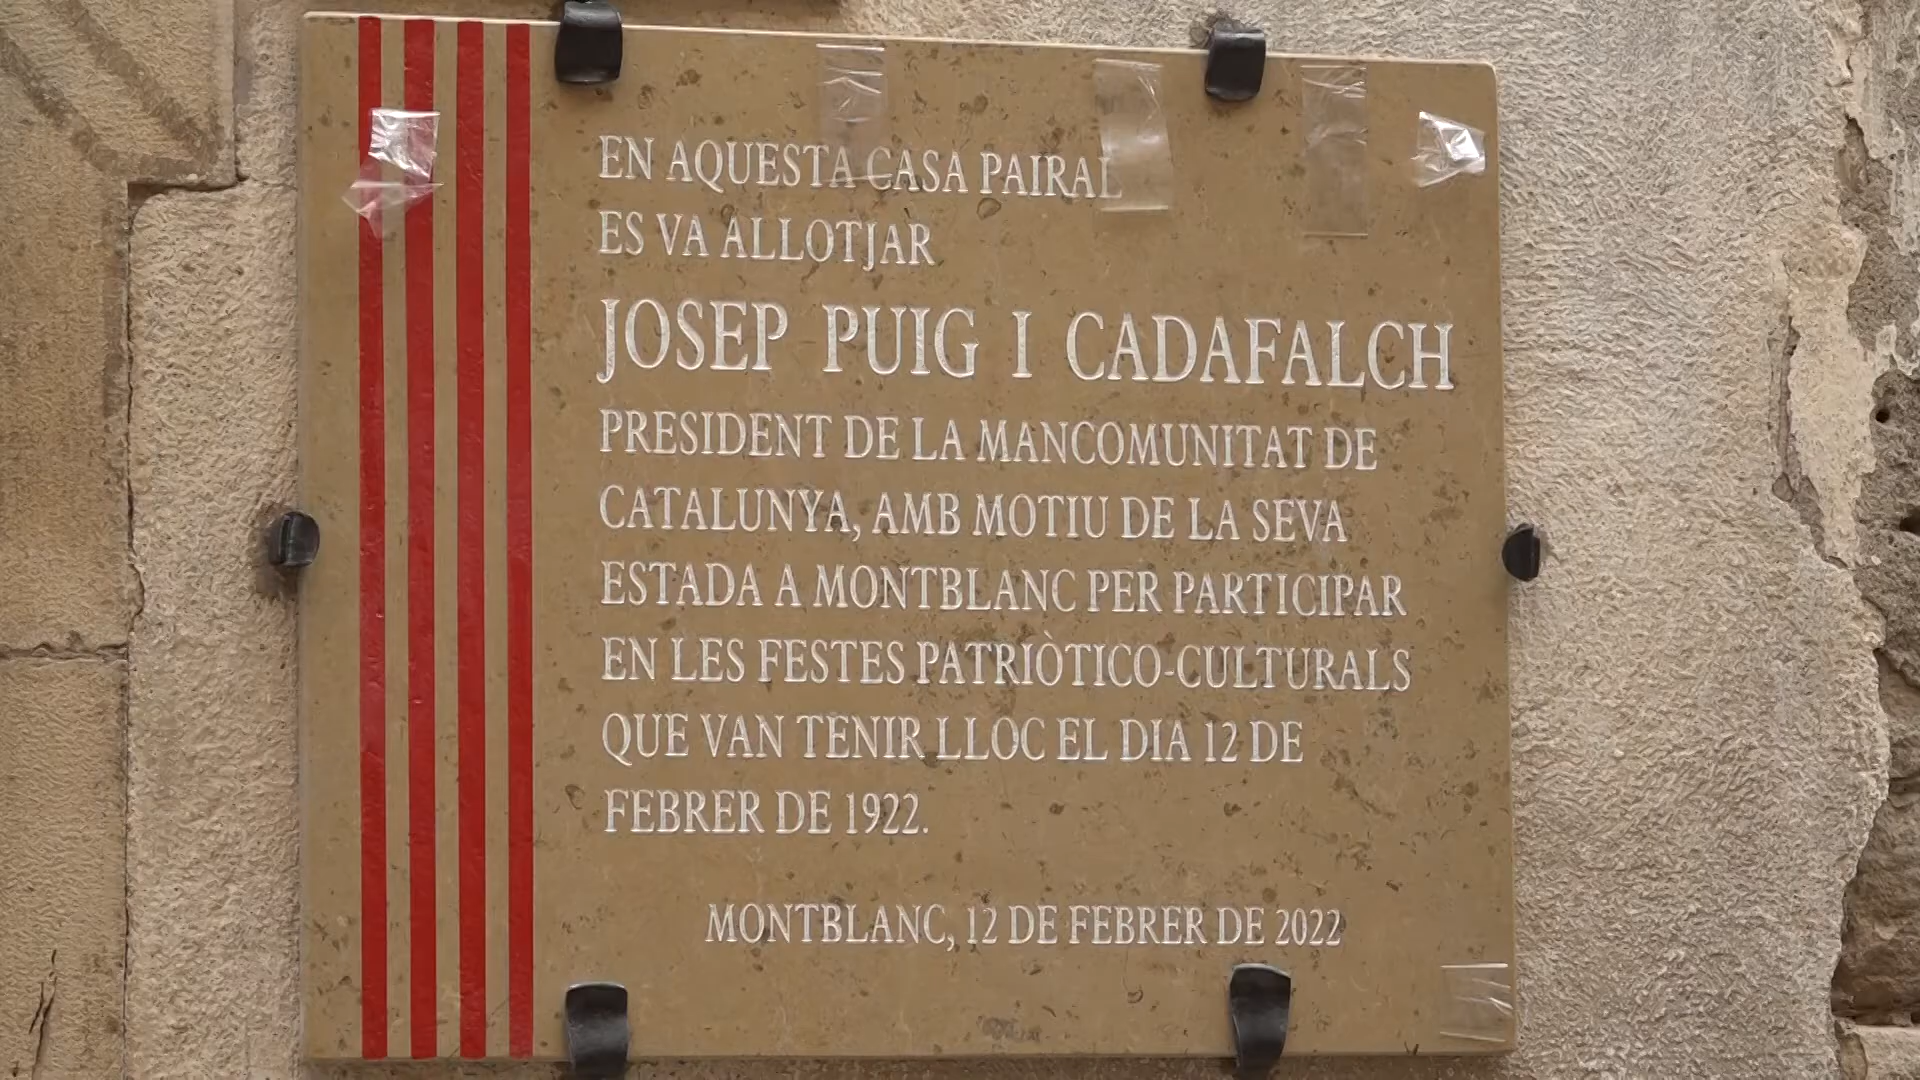 EN AQUESTA CASA PAIRAL
ES VA ALLOTJAR
JOSEP PUIG I CADAFALCH
PRESIDENT DE LA MANCOMUNITAT DE
CATALUNYA, AMB MOTIU DE LA SEVA
ESTADA A MONTBLANC PER PARTICIPAR
EN LES FESTES PATRIÒTICO-CULTURALS
QUE VAN TENIR LLOC EL DIA 12 DE
FEBRER DE 1922.
MONTBLANC, 12 DE FEBRER DE 2022